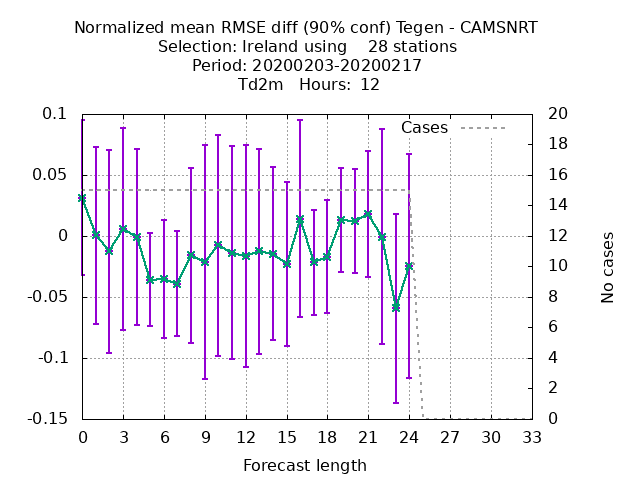 Normalized mean RMSE diff (90% conf) Tegen - CAMSNRT
Selection: Ireland using    28 stations
Period: 20200203-20200217
Td2m   Hours:  12
Cases
0.1
0.05
0
-0.05
-0.1
-0.15
20
18
16
14
12
10
8
6
4
2
0
No cases
0 3 6 9 12 15 18 21 24 27 30 33
Forecast length